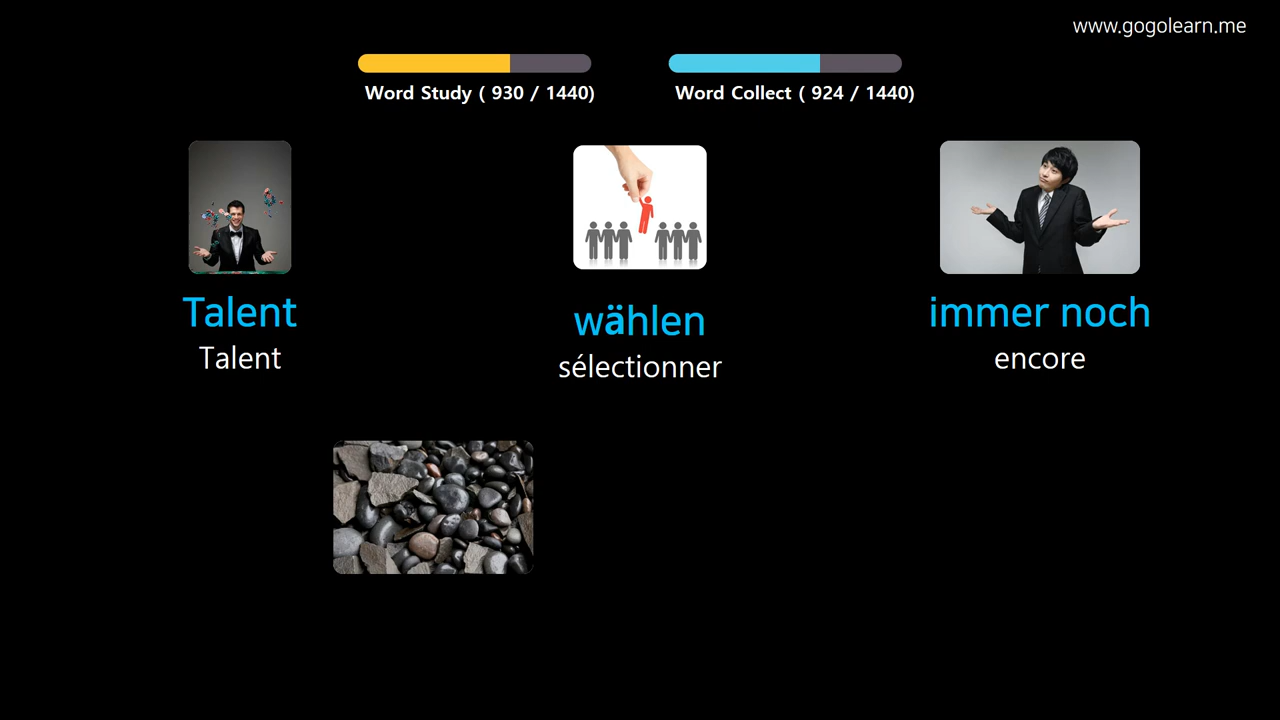 www.gogolearn.me
Word Study ( 930 / 1440)
Word Collect ( 924 / 1440)
Talent
Talent
wählen
sélectionner
immer noch
encore